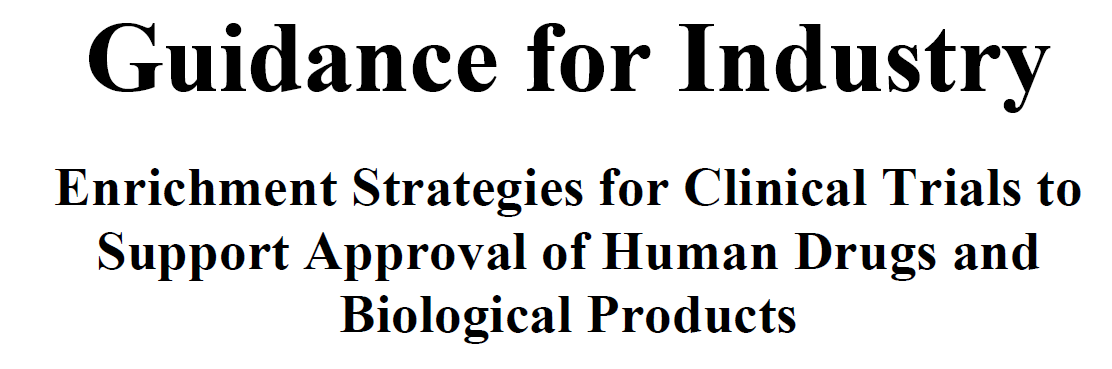 Guidance for Industry
Enrichment Strategies for Clinical Trials to
Support Approval of Human Drugs and
Biological Products